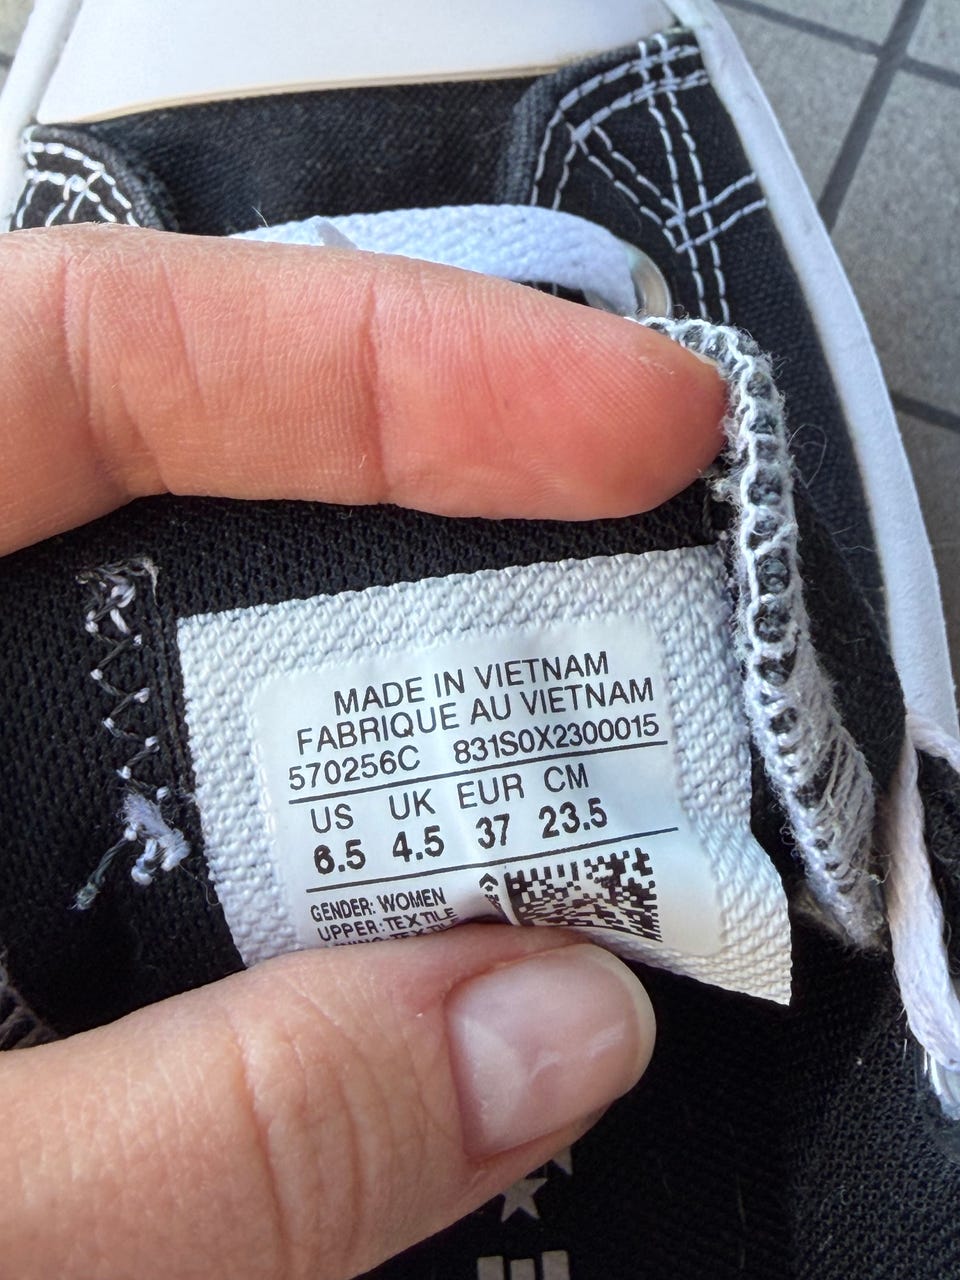 MADE IN VIETNAM
FABRIQUE AU VIETNAM
570256C 831S0X2300015
US UK EUR CM
6.5 4.5 37 23.5
GENDER: WOMEN
UPPER: TEXTILE